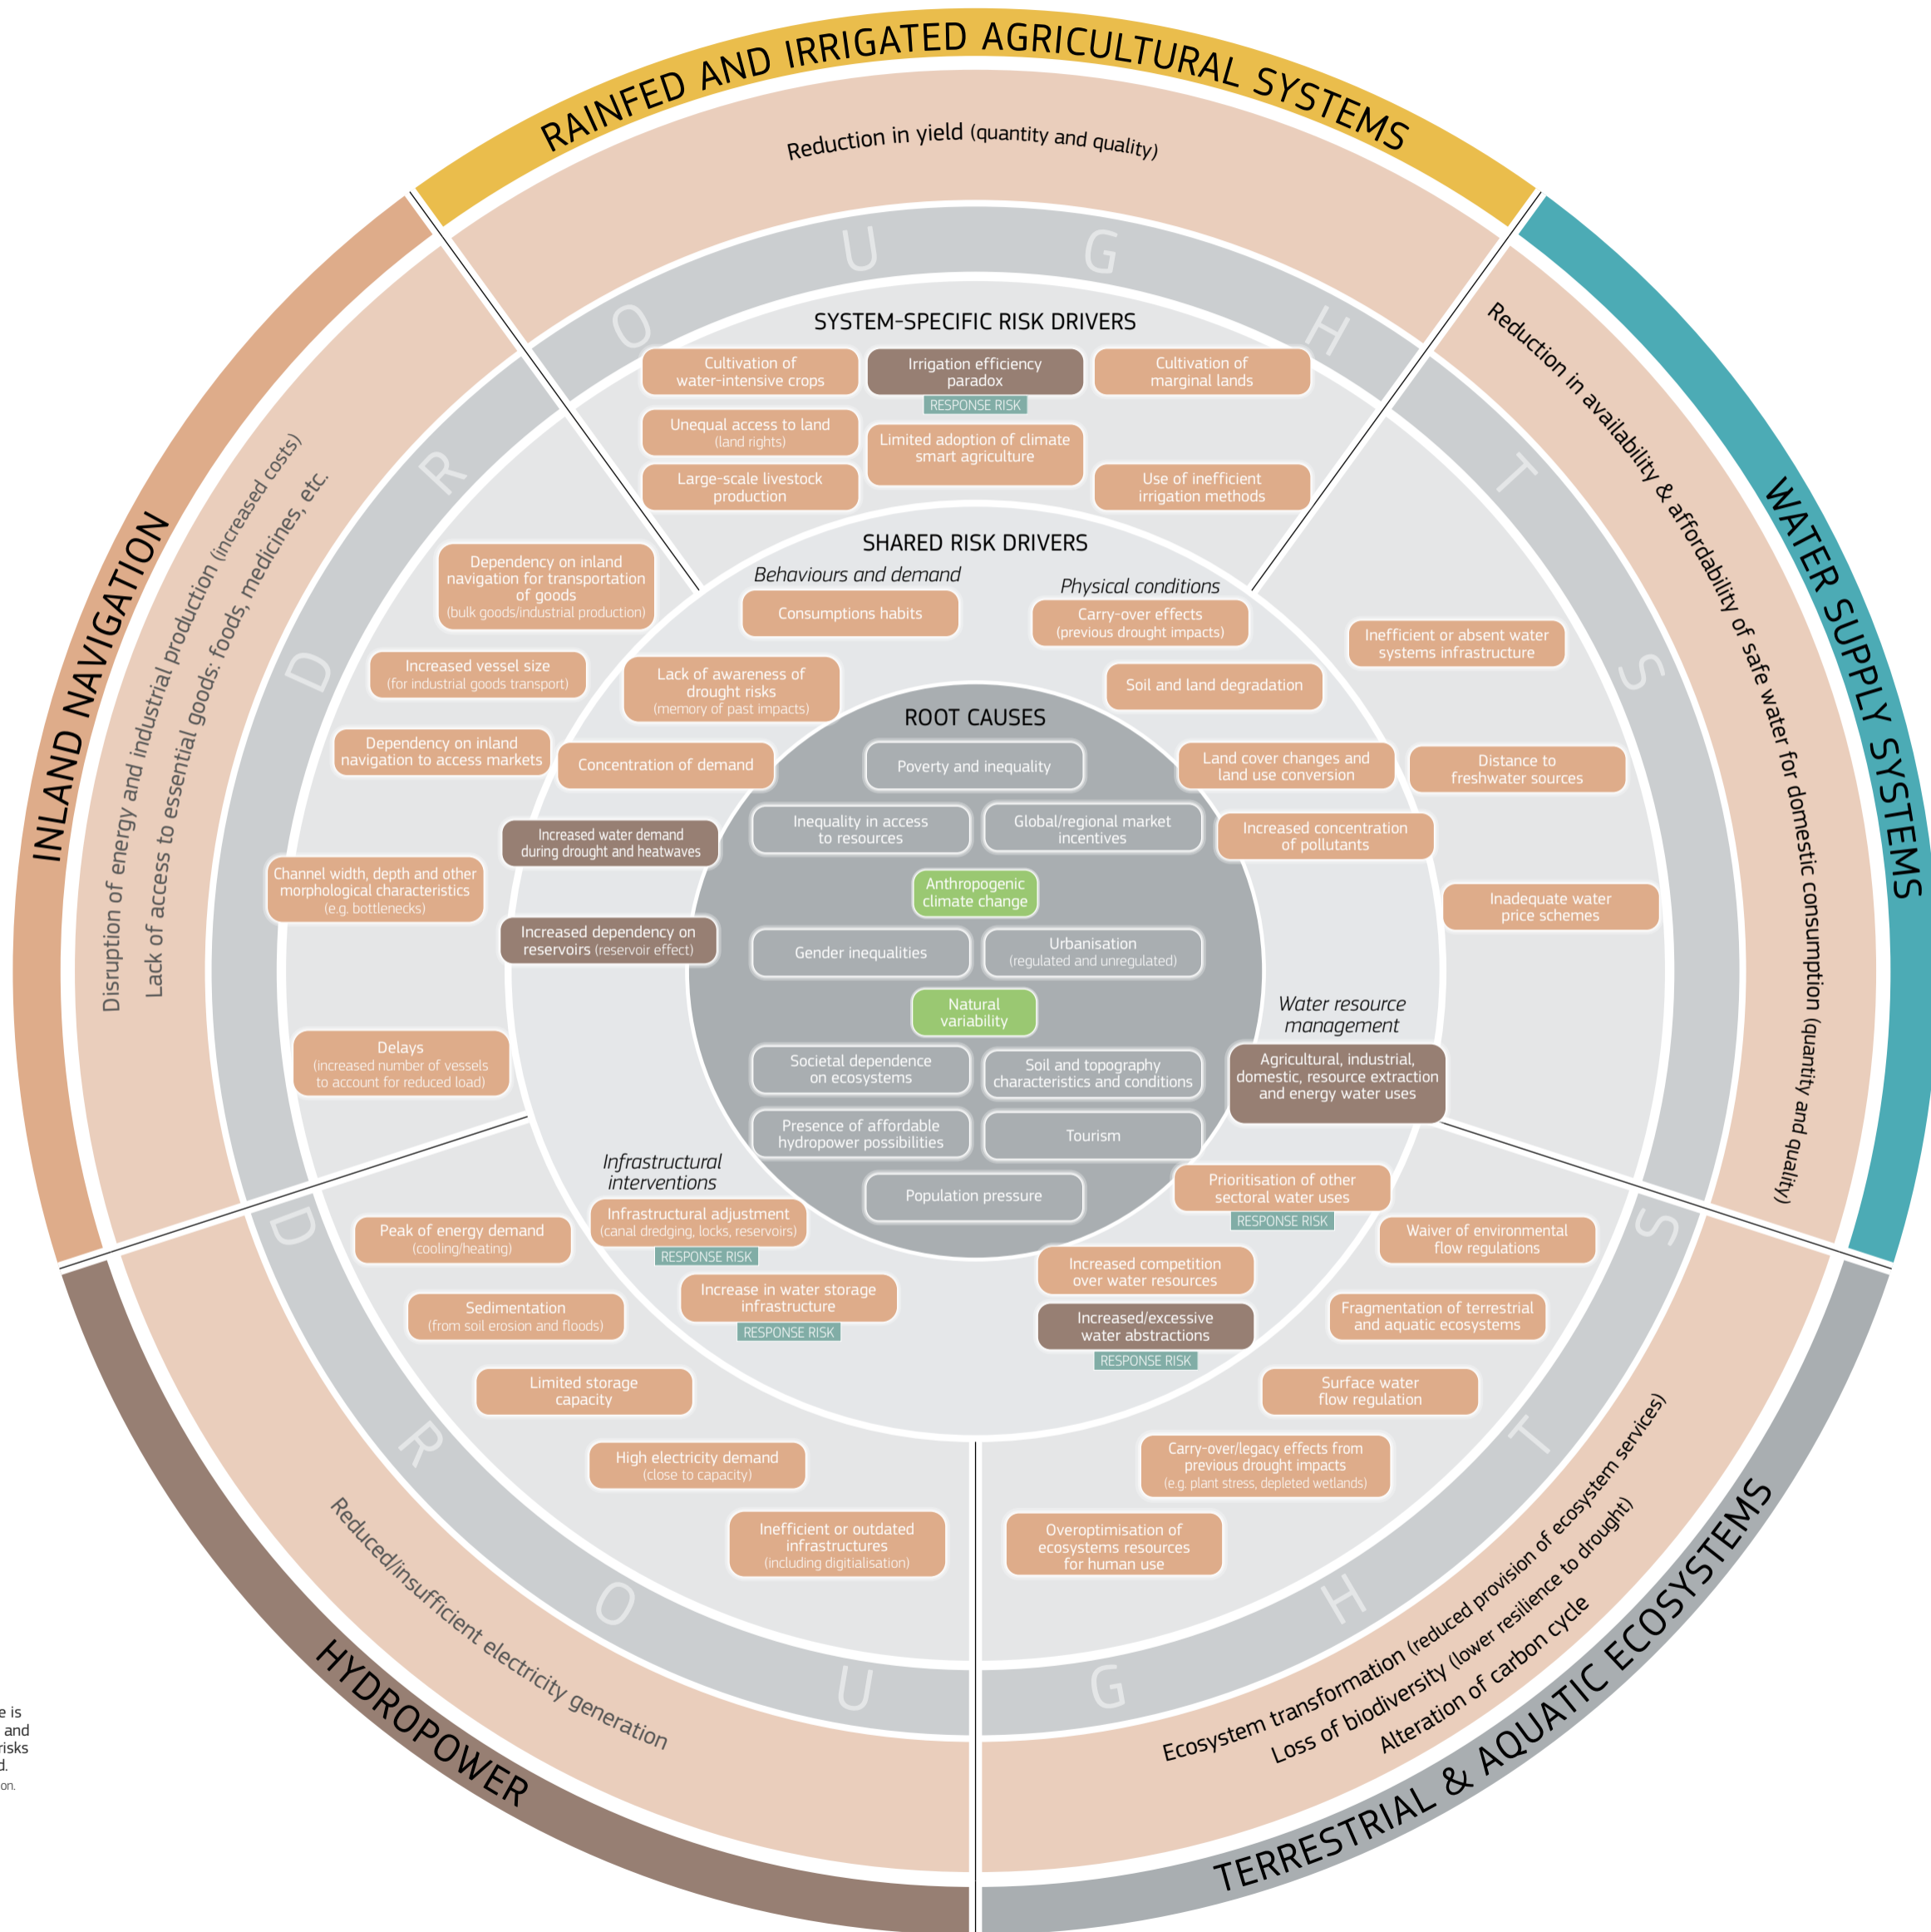 RAINFED AND IRRIGATED AGRICULTURAL SYSTEMS
Reduction in yield (quantity and quality)
DROUGHTS
SYSTEM-SPECIFIC RISK DRIVERS
Cultivation of
water-intensive crops
Irrigation efficiency
paradox
RESPONSE RISK
Cultivation of
marginal lands
Unequal access to land
(land rights)
Limited adoption of climate
smart agriculture
Large-scale livestock
production
Use of inefficient
irrigation methods
WATER SUPPLY SYSTEMS
Reduction in availability & affordability of safe water for domestic consumption (quantity and quality)
Inefficient or absent water
systems infrastructure
Distance to
freshwater sources
Inadequate water
price schemes
INLAND NAVIGATION
Disruption of energy and industrial production (increased costs)
Lack of access to essential goods: foods, medicines, etc.
Dependency on inland
navigation for transportation
of goods
(bulk goods/industrial production)
Increased vessel size
(for industrial goods transport)
Dependency on inland
navigation to access markets
Channel width, depth and other
morphological characteristics
(e.g. bottlenecks)
Delays
(increased number of vessels
to account for reduced load)
SHARED RISK DRIVERS
Behaviours and demand
Consumptions habits
Lack of awareness of
drought risks
(memory of past impacts)
Concentration of demand
Increased water demand
during drought and heatwaves
Increased dependency on
reservoirs (reservoir effect)
Physical conditions
Carry-over effects
(previous drought impacts)
Soil and land degradation
Land cover changes and
land use conversion
Increased concentration
of pollutants
Water resource
management
Agricultural, industrial,
domestic, resource extraction
and energy water uses
Prioritisation of other
sectoral water uses
RESPONSE RISK
Increased competition
over water resources
Increased/excessive
water abstractions
RESPONSE RISK
Infrastructural
interventions
Infrastructural adjustment
(canal dredging, locks, reservoirs)
RESPONSE RISK
Increase in water storage
infrastructure
RESPONSE RISK
ROOT CAUSES
Poverty and inequality
Inequality in access
to resources
Global/regional market
incentives
Anthropogenic
climate change
Gender inequalities
Urbanisation
(regulated and unregulated)
Natural
variability
Societal dependence
on ecosystems
Soil and topography
characteristics and conditions
Presence of affordable
hydropower possibilities
Tourism
Population pressure
HYDROPOWER
Reduced/insufficient electricity generation
Peak of energy demand
(cooling/heating)
Sedimentation
(from soil erosion and floods)
Limited storage
capacity
High electricity demand
(close to capacity)
Inefficient or outdated
infrastructures
(including digitialisation)
DROUGHTS
TERRESTRIAL & AQUATIC ECOSYSTEMS
Ecosystem transformation (reduced provision of ecosystem services)
Loss of biodiversity (lower resilience to drought)
Alteration of carbon cycle
Waiver of environmental
flow regulations
Fragmentation of terrestrial
and aquatic ecosystems
Surface water
flow regulation
Carry-over/legacy effects from
previous drought impacts
(e.g. plant stress, depleted wetlands)
Overoptimisation of
ecosystems resources
for human use
e is
and
risks
d.
on.